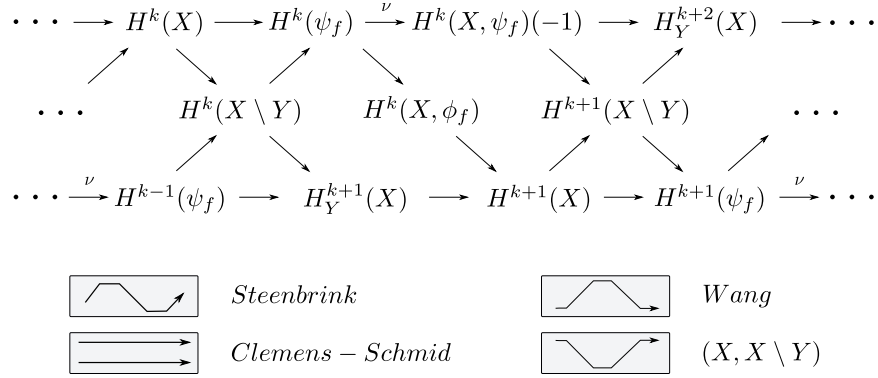 ··· → H^k(X) → H^k(ψ_f) →^ν H^k(X, ψ_f)(−1) → H_Y^{k+2}(X) → ···
··· H^k(X \ Y) H^k(X, ϕ_f) H^{k+1}(X \ Y) ···
··· →^ν H^{k−1}(ψ_f) → H_Y^{k+1}(X) → H^{k+1}(X) → H^{k+1}(ψ_f) →^ν ···
Steenbrink Wang
Clemens − Schmid (X, X \ Y)